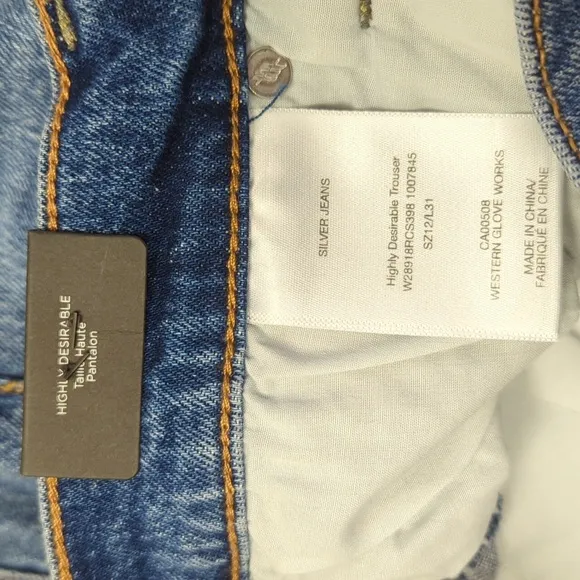 HIGHLY DESIRABLE
Taille Haute
Pantalon
SILVER JEANS
Highly Desirable Trouser
W28918RCS398 1007845
SZ12/L31
CA00508
WESTERN GLOVE WORKS
MADE IN CHINA/
FABRIQUÉ EN CHINE